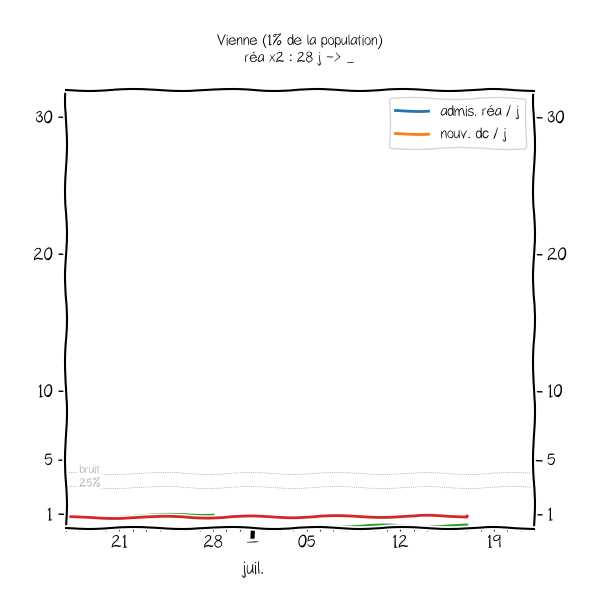 Vienne (1% de la population)
réa x2 : 28 j -> _
admis. réa / j
nouv. dc / j
30
30
20
20
10
10
5
5
bruit
25%
1
1
21
28
05
12
19
juil.